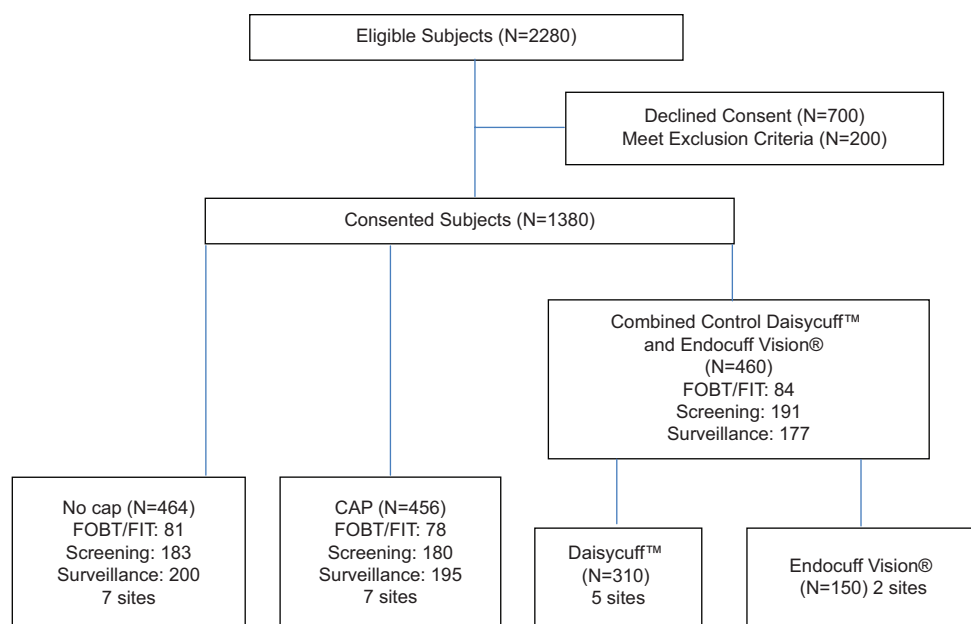 Eligible Subjects (N=2280)
Declined Consent (N=700)
Meet Exclusion Criteria (N=200)
Consented Subjects (N=1380)
Combined Control Daisycuff™
and Endocuff Vision®
(N=460)
FOBT/FIT: 84
Screening: 191
Surveillance: 177
No cap (N=464)
FOBT/FIT: 81
Screening: 183
Surveillance: 200
7 sites
CAP (N=456)
FOBT/FIT: 78
Screening: 180
Surveillance: 195
7 sites
Daisycuff™
(N=310)
5 sites
Endocuff Vision®
(N=150) 2 sites